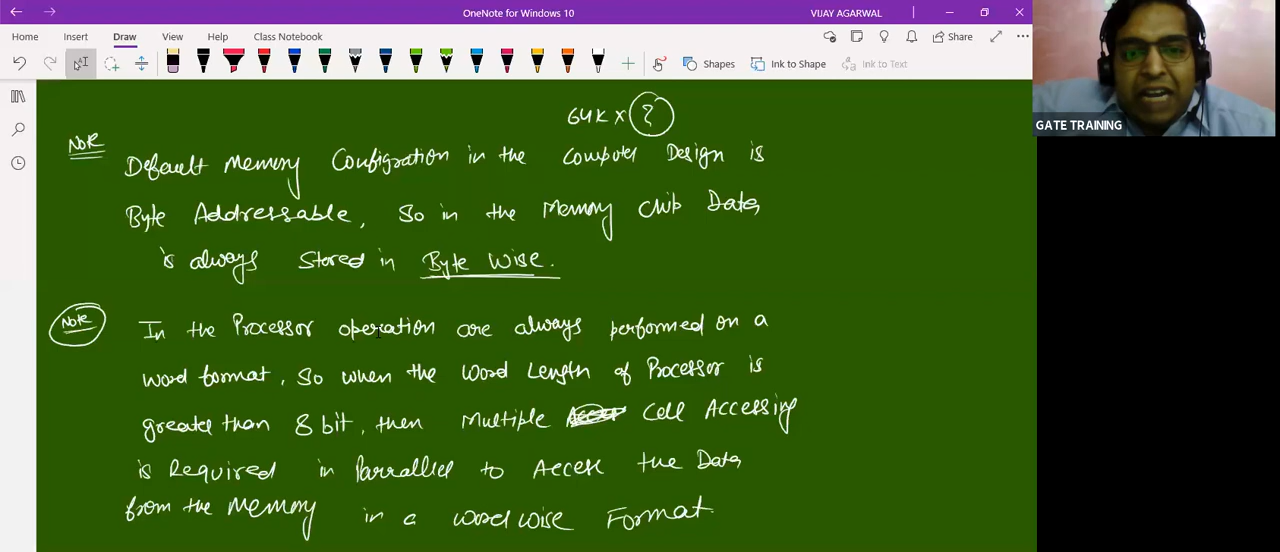 OneNote for Windows 10
VIJAY AGARWAL
Home Insert Draw View Help Class Notebook
Share
Shapes Ink to Shape Ink to Text
GATE TRAINING
64K x ?
Note
Default Memory Configration in the Computer Design is
Byte Addressable, So in the Memory Chip Data
is always Stored in Byte Wise.
Note
In the Processor operation are always performed on a
word format. So when the Word Length of Processor is
greater than 8 bit, then Multiple Cell Accessing
is Required in Parrallel to Access the Data
from the Memory in a wordwise Format.